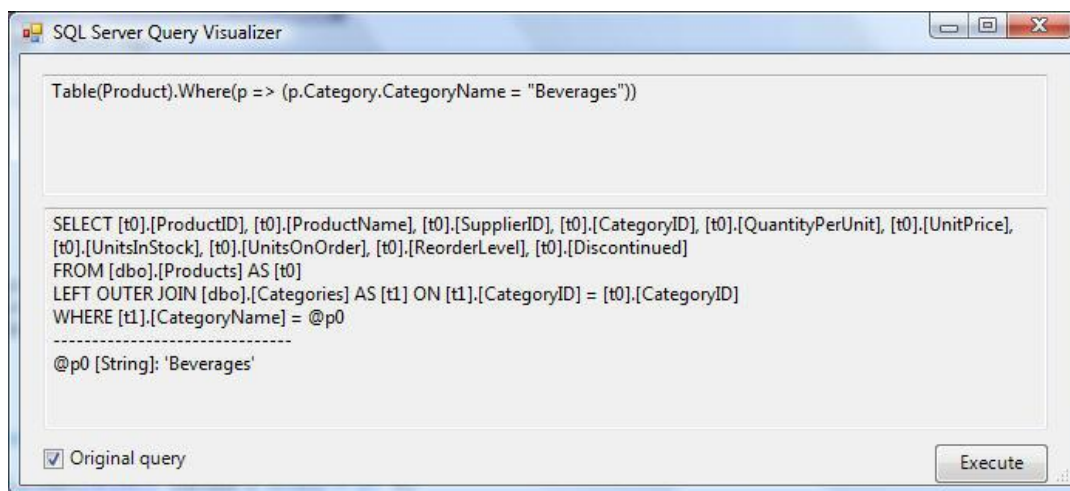 SQL Server Query Visualizer
Table(Product).Where(p => (p.Category.CategoryName = "Beverages"))
SELECT [t0].[ProductID], [t0].[ProductName], [t0].[SupplierID], [t0].[CategoryID], [t0].[QuantityPerUnit], [t0].[UnitPrice],
[t0].[UnitsInStock], [t0].[UnitsOnOrder], [t0].[ReorderLevel], [t0].[Discontinued]
FROM [dbo].[Products] AS [t0]
LEFT OUTER JOIN [dbo].[Categories] AS [t1] ON [t1].[CategoryID] = [t0].[CategoryID]
WHERE [t1].[CategoryName] = @p0
-------------------------------
@p0 [String]: 'Beverages'
Original query
Execute